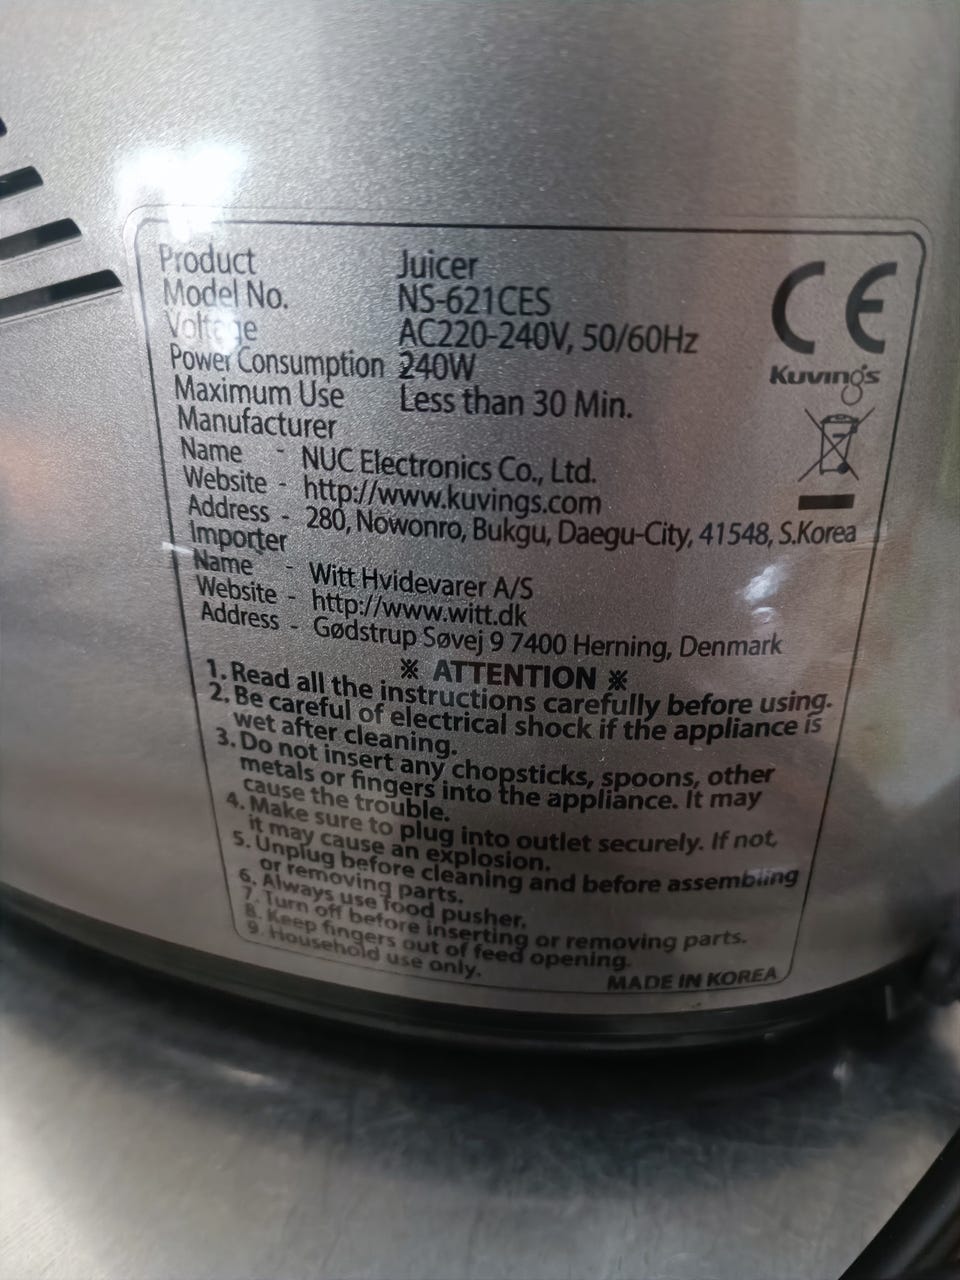 Product Juicer
Model No. NS-621CES
Voltage AC220-240V, 50/60Hz
Power Consumption 240W
Maximum Use Less than 30 Min.
Manufacturer
Name - NUC Electronics Co., Ltd.
Website - http://www.kuvings.com
Address - 280, Nowonro, Bukgu, Daegu-City, 41548, S.Korea
Importer
Name - Witt Hvidevarer A/S
Website - http://www.witt.dk
Address - Gødstrup Søvej 9 7400 Herning, Denmark
CE
Kuvings
※ ATTENTION ※
1. Read all the instructions carefully before using.
2. Be careful of electrical shock if the appliance is
wet after cleaning.
3. Do not insert any chopsticks, spoons, other
metals or fingers into the appliance. It may
cause the trouble.
4. Make sure to plug into outlet securely. If not,
it may cause an explosion.
5. Unplug before cleaning and before assembling
or removing parts.
6. Always use food pusher.
7. Turn off before inserting or removing parts.
8. Keep fingers out of feed opening.
9. Household use only.
MADE IN KOREA